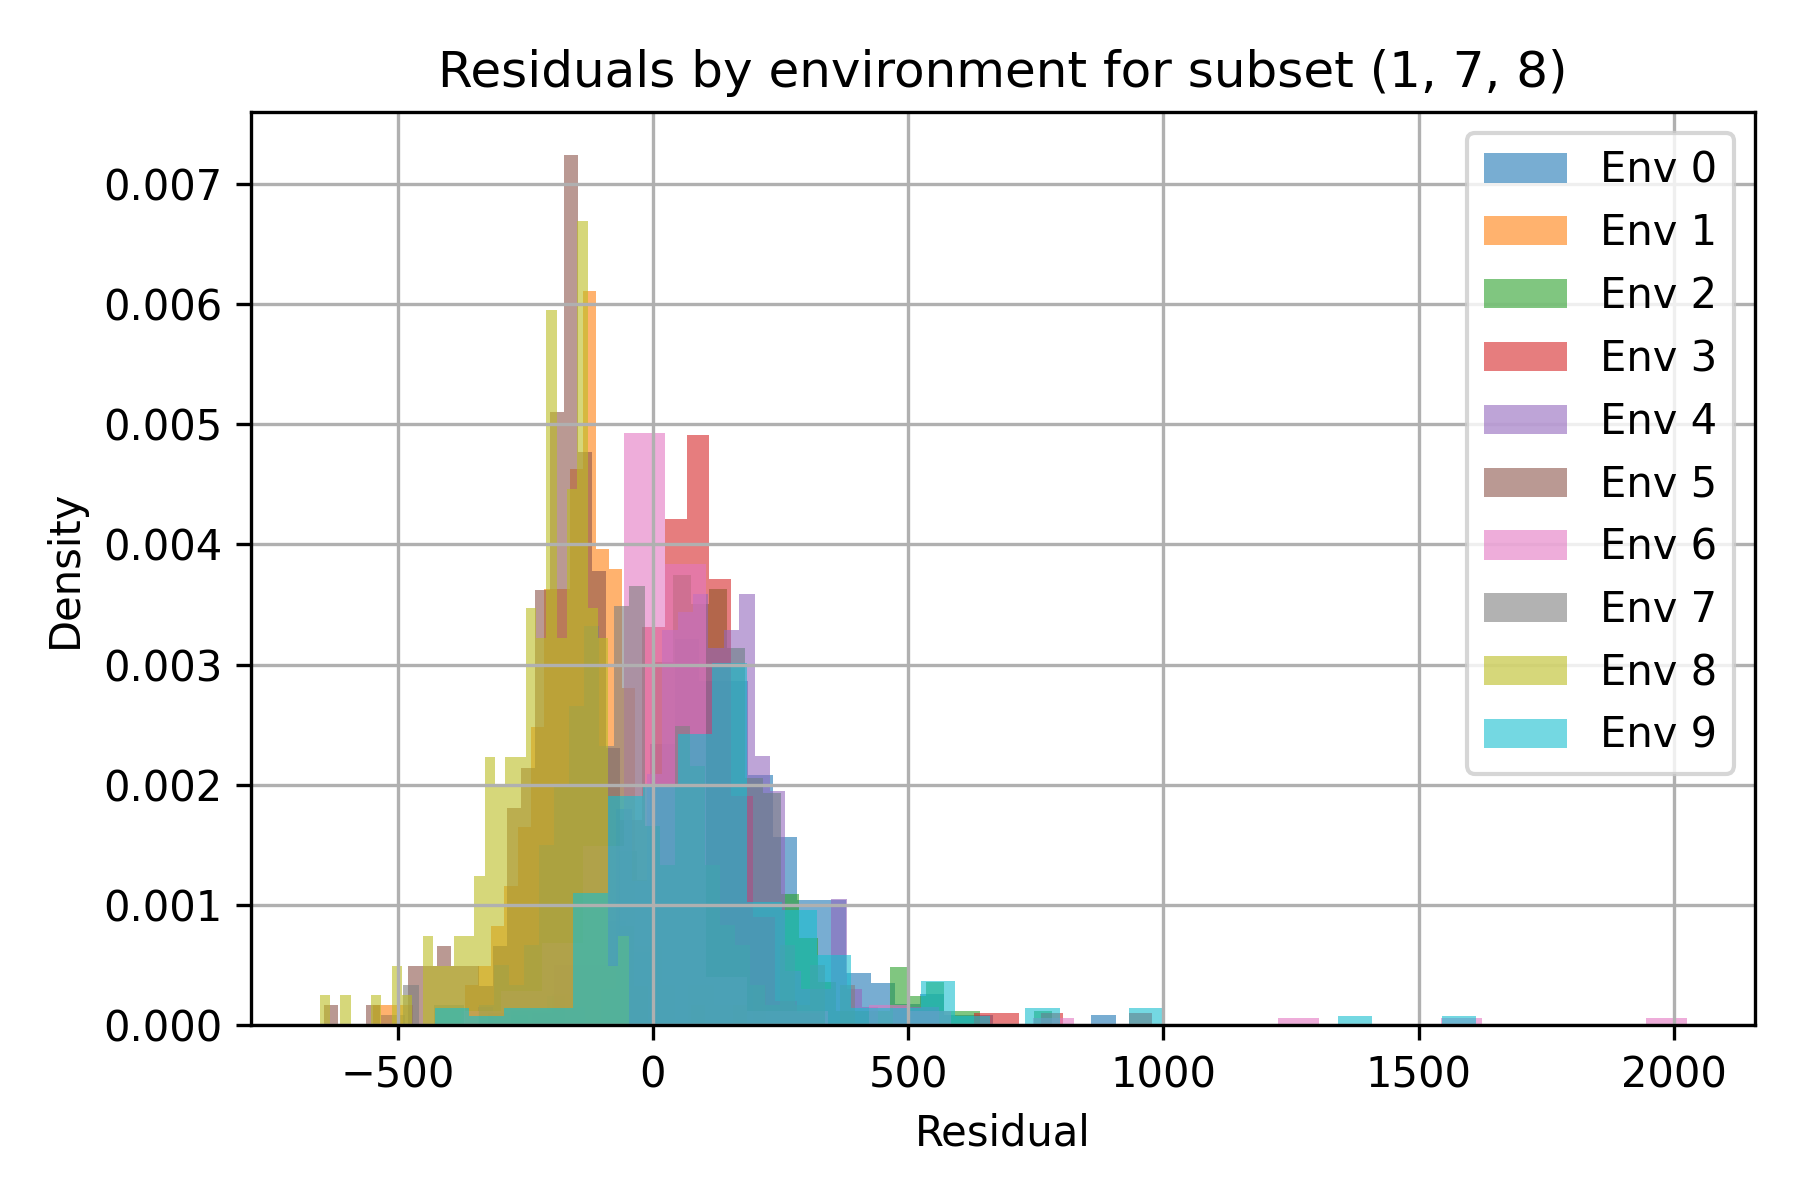 Residuals by environment for subset (1, 7, 8)
0.007
0.006
0.005
0.004
0.003
0.002
0.001
0.000
Density
−500
0
500
1000
1500
2000
Residual
Env 0
Env 1
Env 2
Env 3
Env 4
Env 5
Env 6
Env 7
Env 8
Env 9